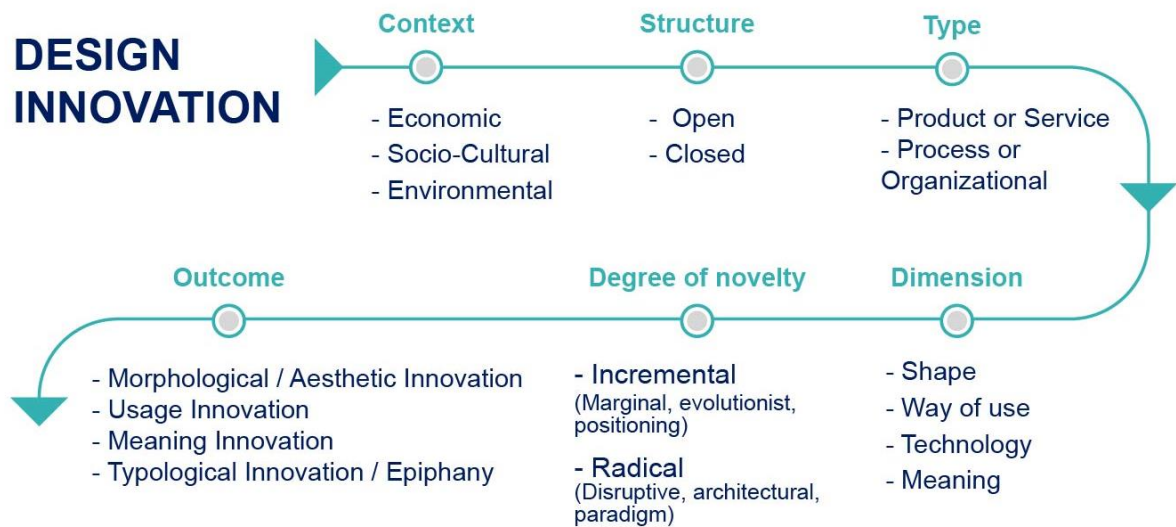 DESIGN
INNOVATION
Context
- Economic
- Socio-Cultural
- Environmental
Structure
- Open
- Closed
Type
- Product or Service
- Process or
Organizational
Dimension
- Shape
- Way of use
- Technology
- Meaning
Degree of novelty
- Incremental
(Marginal, evolutionist,
positioning)
- Radical
(Disruptive, architectural,
paradigm)
Outcome
- Morphological / Aesthetic Innovation
- Usage Innovation
- Meaning Innovation
- Typological Innovation / Epiphany